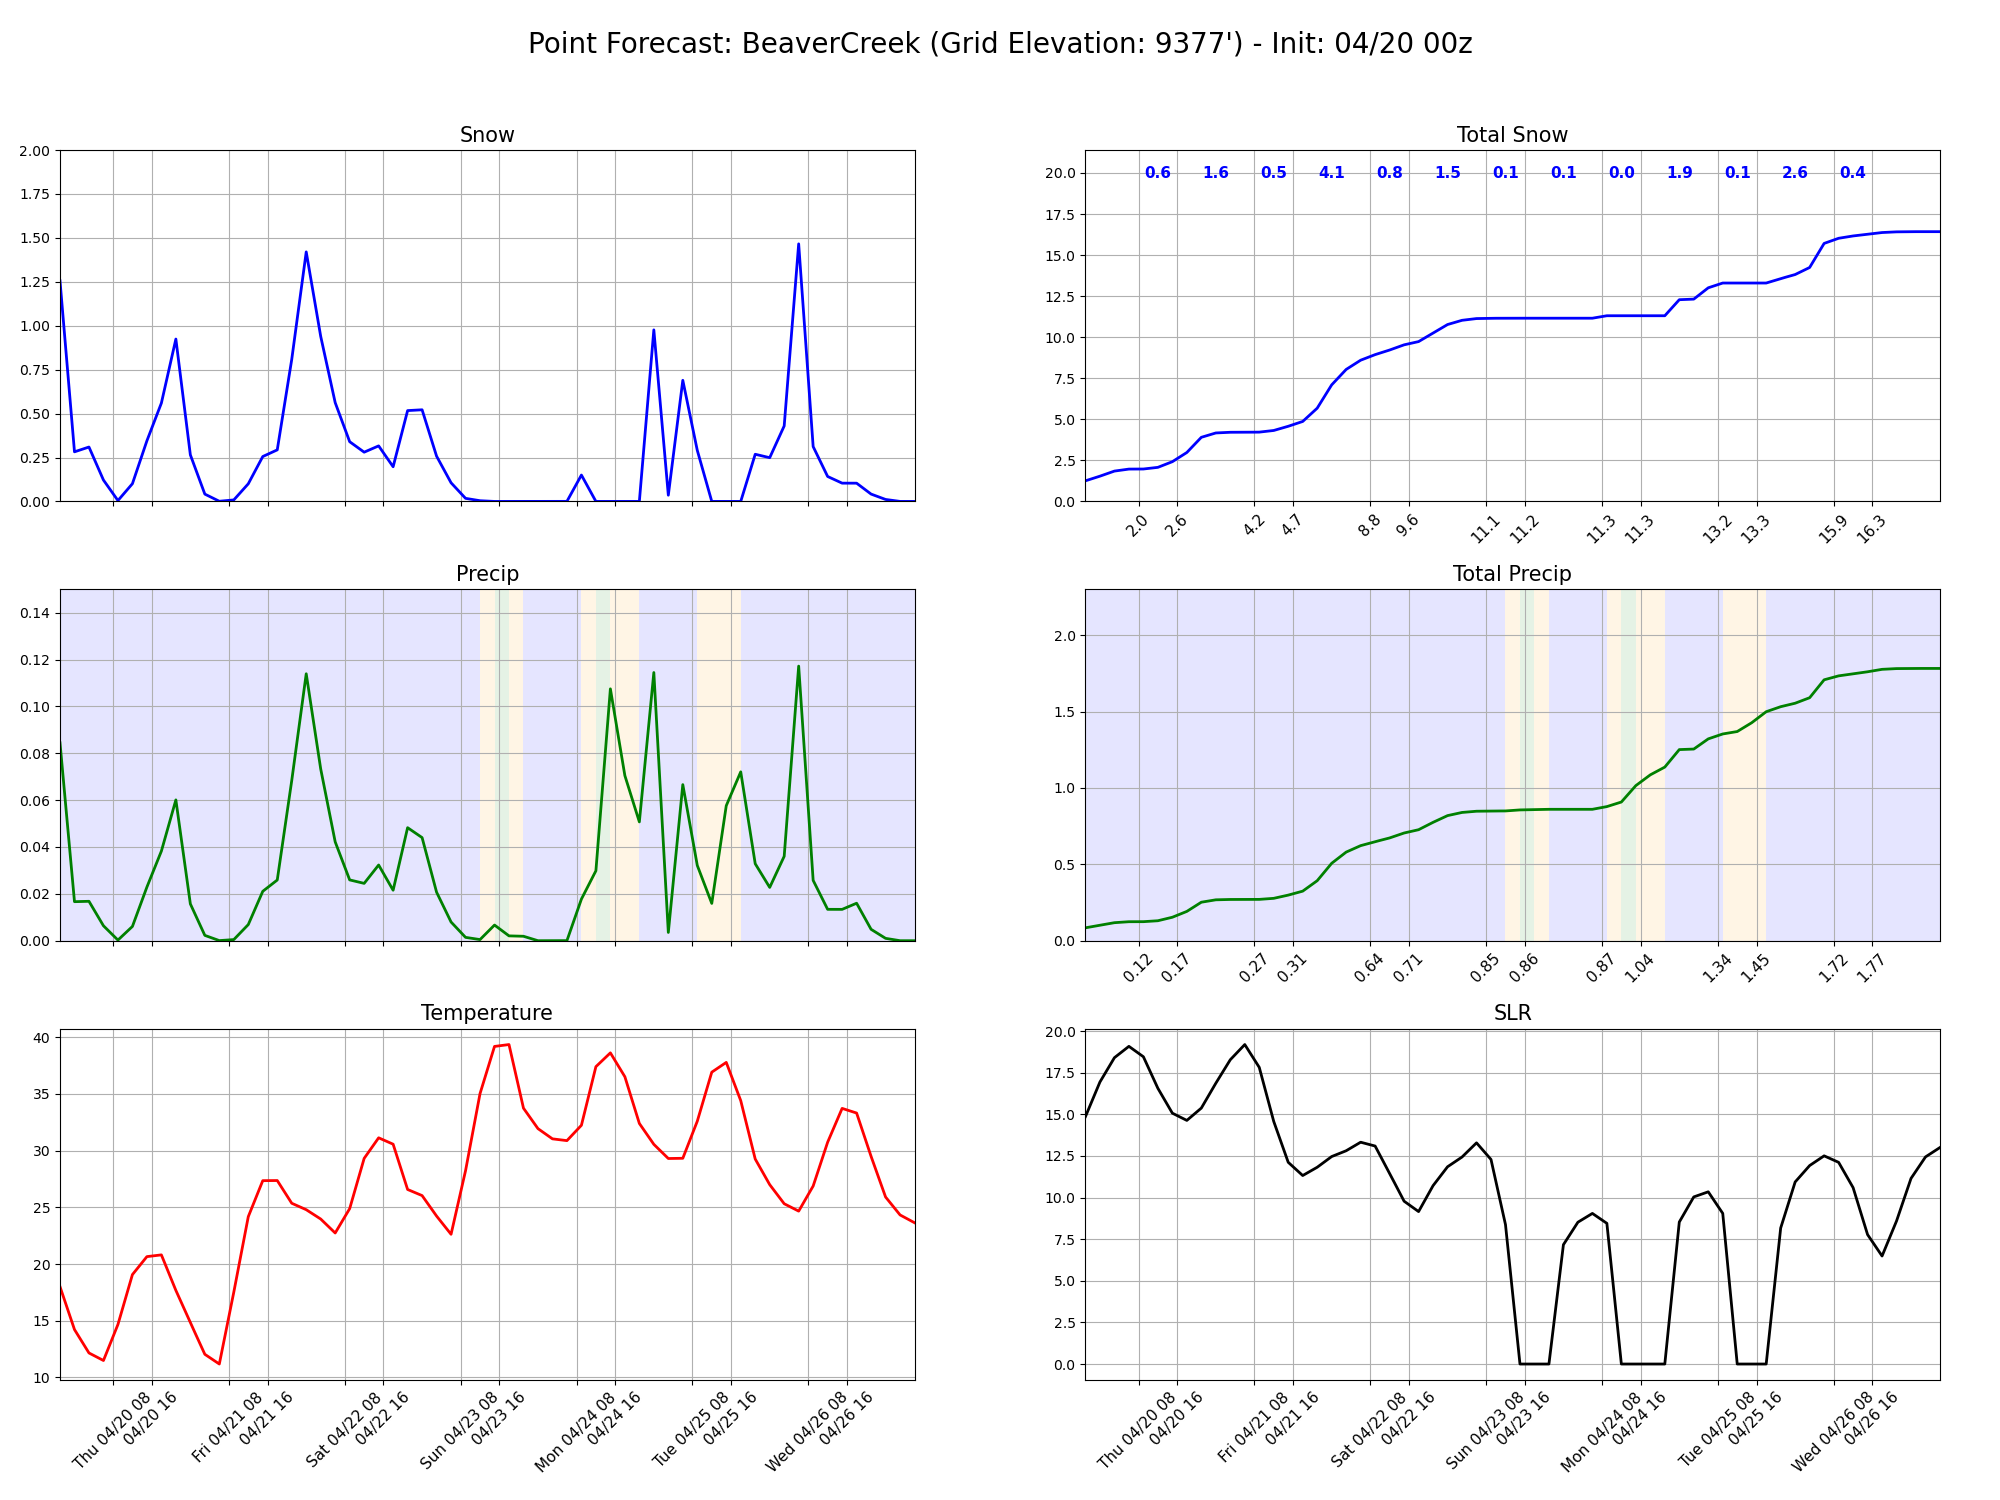 Point Forecast: BeaverCreek (Grid Elevation: 9377') - Init: 04/20 00z
Snow
2.00
1.75
1.50
1.25
1.00
0.75
0.50
0.25
0.00
Total Snow
20.0
17.5
15.0
12.5
10.0
7.5
5.0
2.5
0.0
0.6 1.6 0.5 4.1 0.8 1.5 0.1 0.1 0.0 1.9 0.1 2.6 0.4
2.0 2.6 4.2 4.7 8.8 9.6 11.1 11.2 11.3 11.3 13.2 13.3 15.9 16.3
Precip
0.14
0.12
0.10
0.08
0.06
0.04
0.02
0.00
Total Precip
2.0
1.5
1.0
0.5
0.0
0.12 0.17 0.27 0.31 0.64 0.71 0.85 0.86 0.87 1.04 1.34 1.45 1.72 1.77
Temperature
40
35
30
25
20
15
10
Thu 04/20 08
04/20 16
Fri 04/21 08
04/21 16
Sat 04/22 08
04/22 16
Sun 04/23 08
04/23 16
Mon 04/24 08
04/24 16
Tue 04/25 08
04/25 16
Wed 04/26 08
04/26 16
SLR
20.0
17.5
15.0
12.5
10.0
7.5
5.0
2.5
0.0
Thu 04/20 08
04/20 16
Fri 04/21 08
04/21 16
Sat 04/22 08
04/22 16
Sun 04/23 08
04/23 16
Mon 04/24 08
04/24 16
Tue 04/25 08
04/25 16
Wed 04/26 08
04/26 16